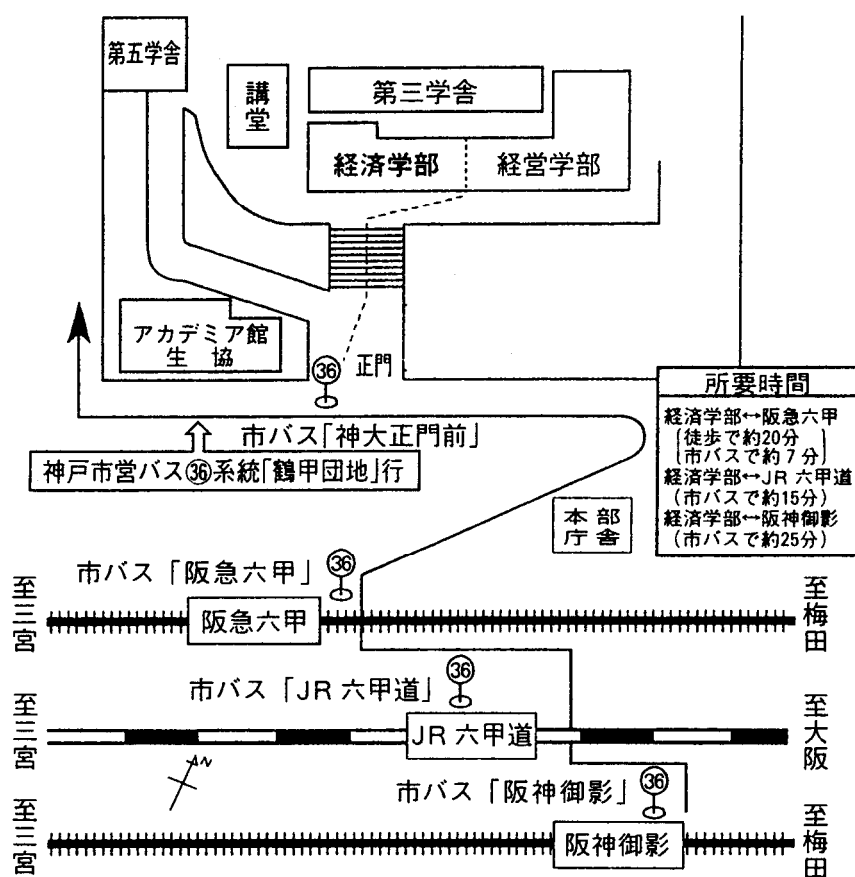 第五学舎
講堂
第三学舎
経済学部
経営学部
アカデミア館
生協
㊱
正門
市バス「神大正門前」
神戸市営バス㊱系統「鶴甲団地」行
所要時間
経済学部↔阪急六甲
(徒歩で約20分
市バスで約7分)
経済学部↔JR六甲道
(市バスで約15分)
経済学部↔阪神御影
(市バスで約25分)
本部
庁舎
市バス「阪急六甲」
㊱
至三宮
阪急六甲
至梅田
市バス「JR六甲道」
㊱
至三宮
JR六甲道
至大阪
N
市バス「阪神御影」
㊱
至三宮
阪神御影
至梅田